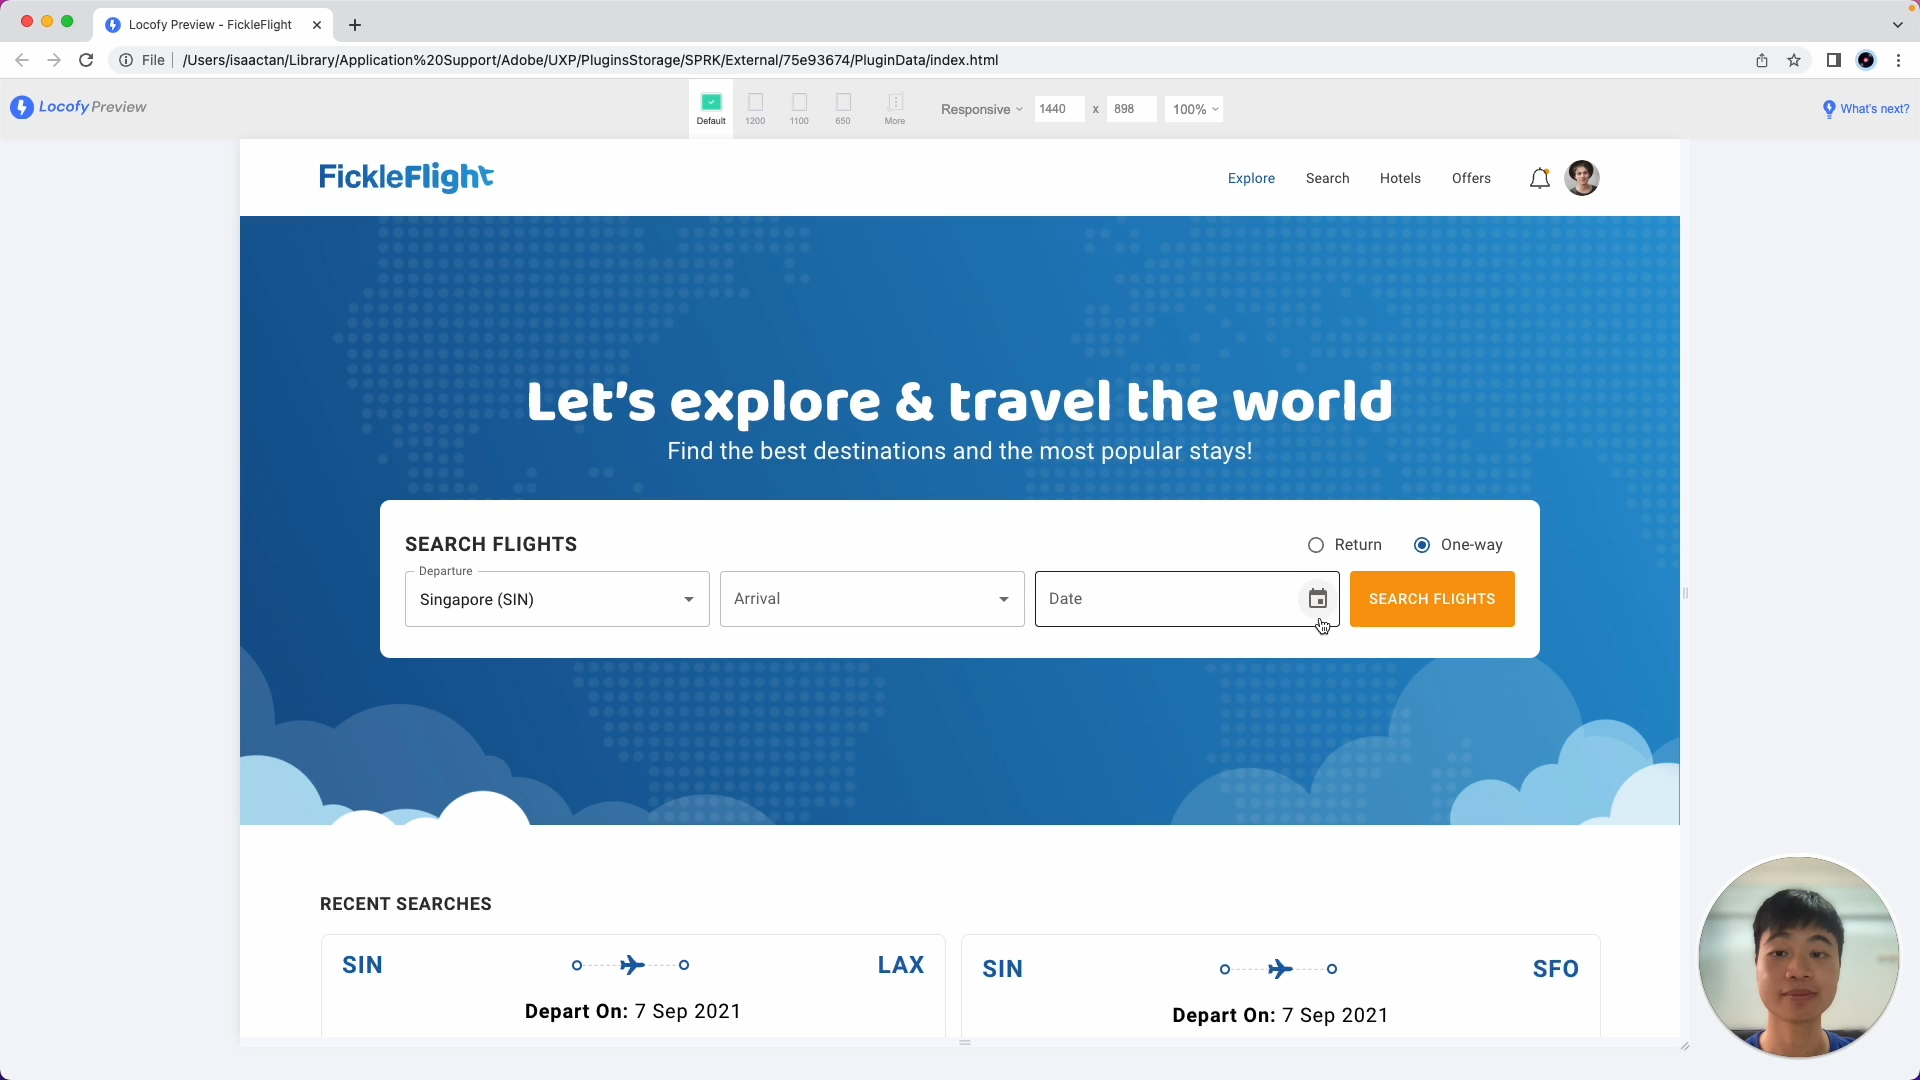 Locofy Preview - FickleFlight
File /Users/isaactan/Library/Application%20Support/Adobe/UXP/PluginsStorage/SPRK/External/75e93674/PluginData/index.html
Locofy Preview
Default
1200
1100
650
More
Responsive
1440 x 898
100%
What's next?
FickleFlight
Explore
Search
Hotels
Offers
Let's explore & travel the world
Find the best destinations and the most popular stays!
SEARCH FLIGHTS
Return
One-way
Departure
Singapore (SIN)
Arrival
Date
SEARCH FLIGHTS
RECENT SEARCHES
SIN
LAX
Depart On: 7 Sep 2021
SIN
SFO
Depart On: 7 Sep 2021